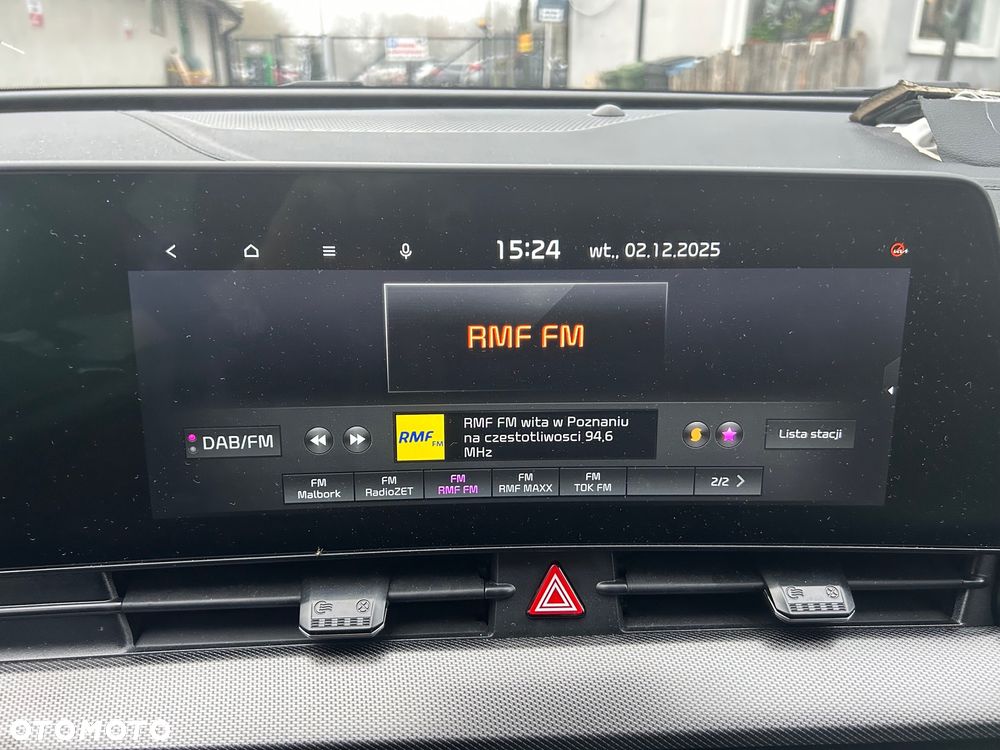 15:24 wt., 02.12.2025
RMF FM
DAB/FM
RMF FM
RMF FM wita w Poznaniu
na czestotliwosci 94,6
MHz
Lista stacji
FM
Malbork
FM
RadioZET
FM
RMF FM
FM
RMF MAXX
FM
TOK FM
2/2
OTOMOTO